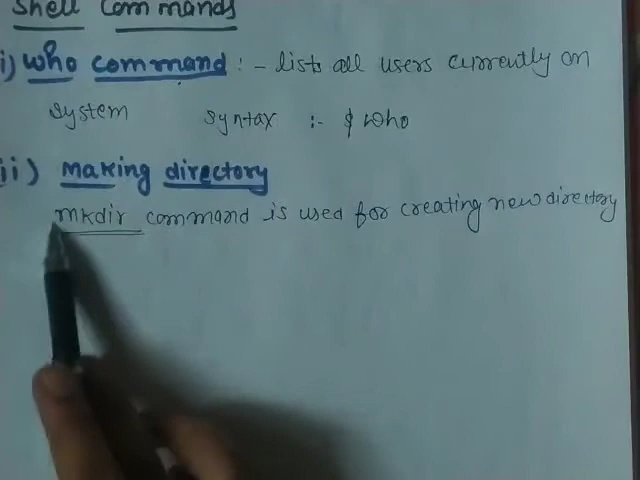 Shell Commands
i) who command : - lists all users currently on
system syntax :- $ who
ii) making directory
mkdir command is used for creating new directory